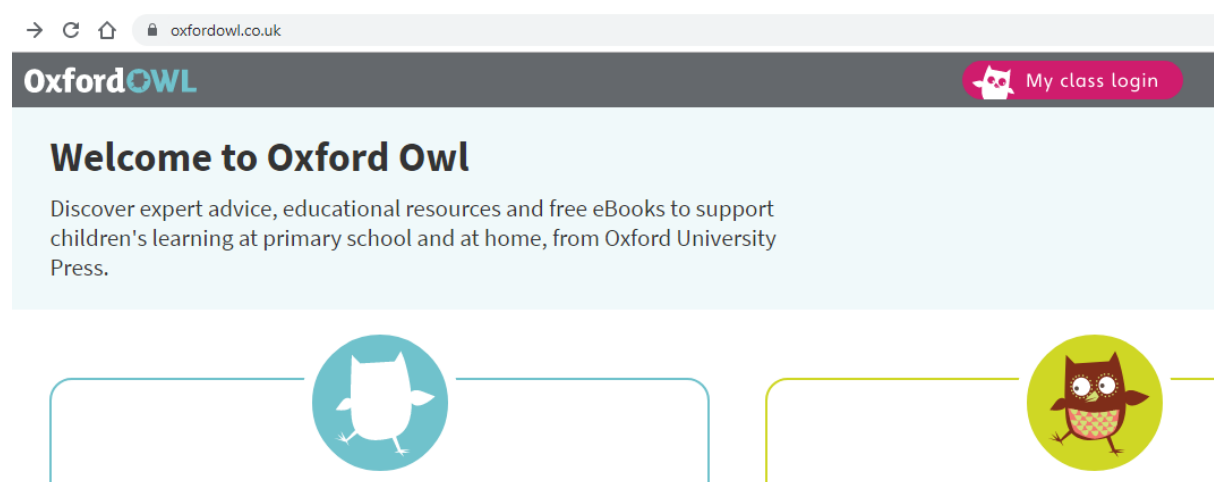 oxfordowl.co.uk
OxfordOWL
My class login
Welcome to Oxford Owl
Discover expert advice, educational resources and free eBooks to support
children's learning at primary school and at home, from Oxford University
Press.